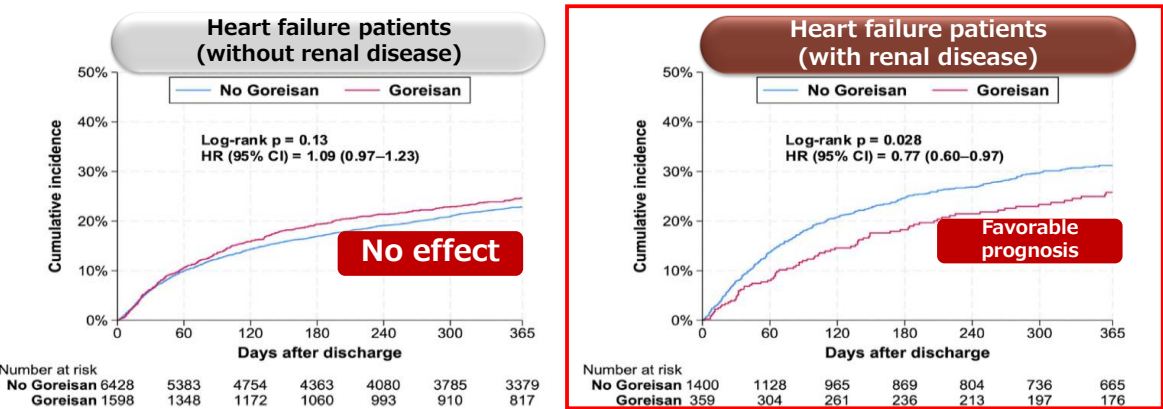 Heart failure patients
(without renal disease)
50%
40%
30%
20%
10%
0%
Cumulative incidence
No Goreisan
Goreisan
Log-rank p = 0.13
HR (95% CI) = 1.09 (0.97–1.23)
No effect
0 60 120 180 240 300 365
Days after discharge
Number at risk
No Goreisan 6428 5383 4754 4363 4080 3785 3379
Goreisan 1598 1348 1172 1060 993 910 817
Heart failure patients
(with renal disease)
50%
40%
30%
20%
10%
0%
Cumulative incidence
No Goreisan
Goreisan
Log-rank p = 0.028
HR (95% CI) = 0.77 (0.60–0.97)
Favorable
prognosis
0 60 120 180 240 300 365
Days after discharge
Number at risk
No Goreisan 1400 1128 965 869 804 736 665
Goreisan 359 304 261 236 213 197 176